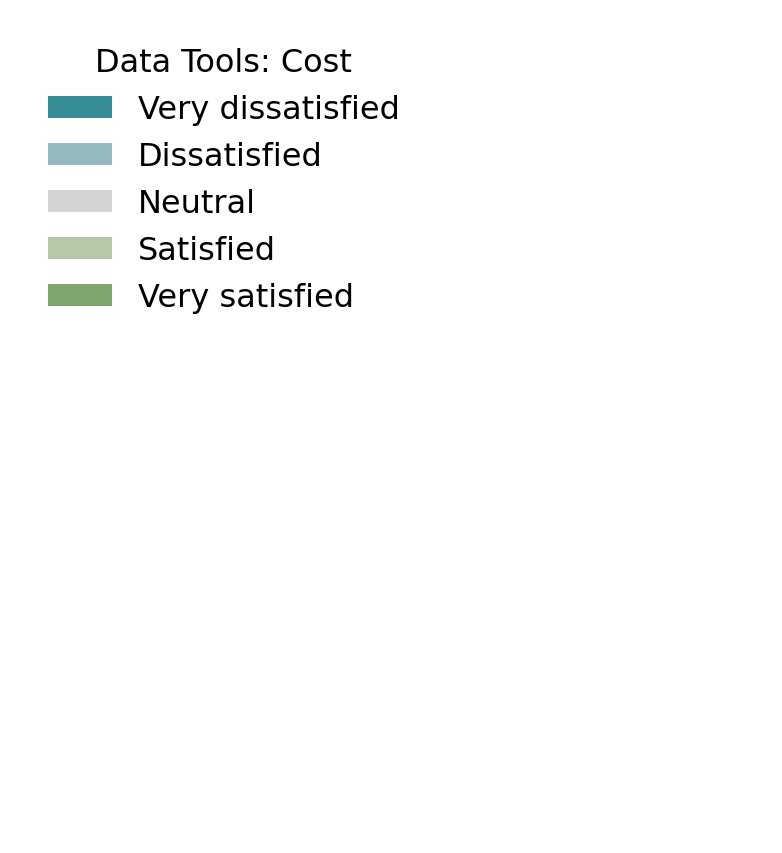 Data Tools: Cost
Very dissatisfied
Dissatisfied
Neutral
Satisfied
Very satisfied